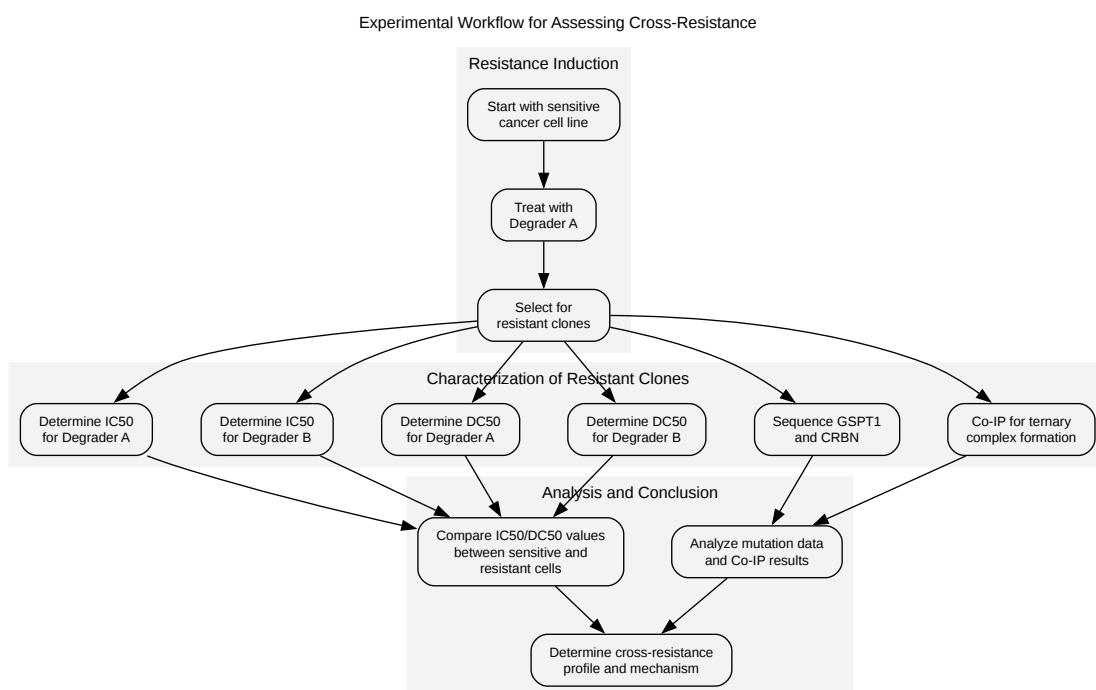 Experimental Workflow for Assessing Cross-Resistance
Resistance Induction
Start with sensitive
cancer cell line
Treat with
Degrader A
Select for
resistant clones
Characterization of Resistant Clones
Determine IC50
for Degrader A
Determine IC50
for Degrader B
Determine DC50
for Degrader A
Determine DC50
for Degrader B
Sequence GSPT1
and CRBN
Co-IP for ternary
complex formation
Analysis and Conclusion
Compare IC50/DC50 values
between sensitive and
resistant cells
Analyze mutation data
and Co-IP results
Determine cross-resistance
profile and mechanism